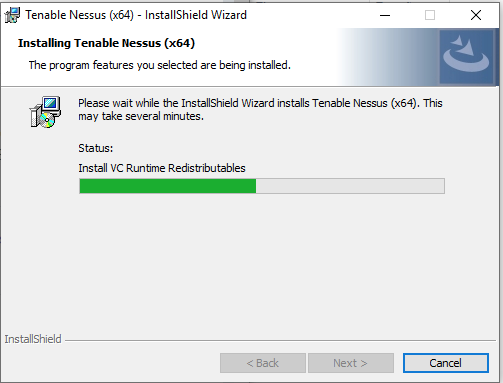 Tenable Nessus (x64) - InstallShield Wizard
Installing Tenable Nessus (x64)
The program features you selected are being installed.
Please wait while the InstallShield Wizard installs Tenable Nessus (x64). This
may take several minutes.
Status:
Install VC Runtime Redistributables
InstallShield
< Back
Next >
Cancel